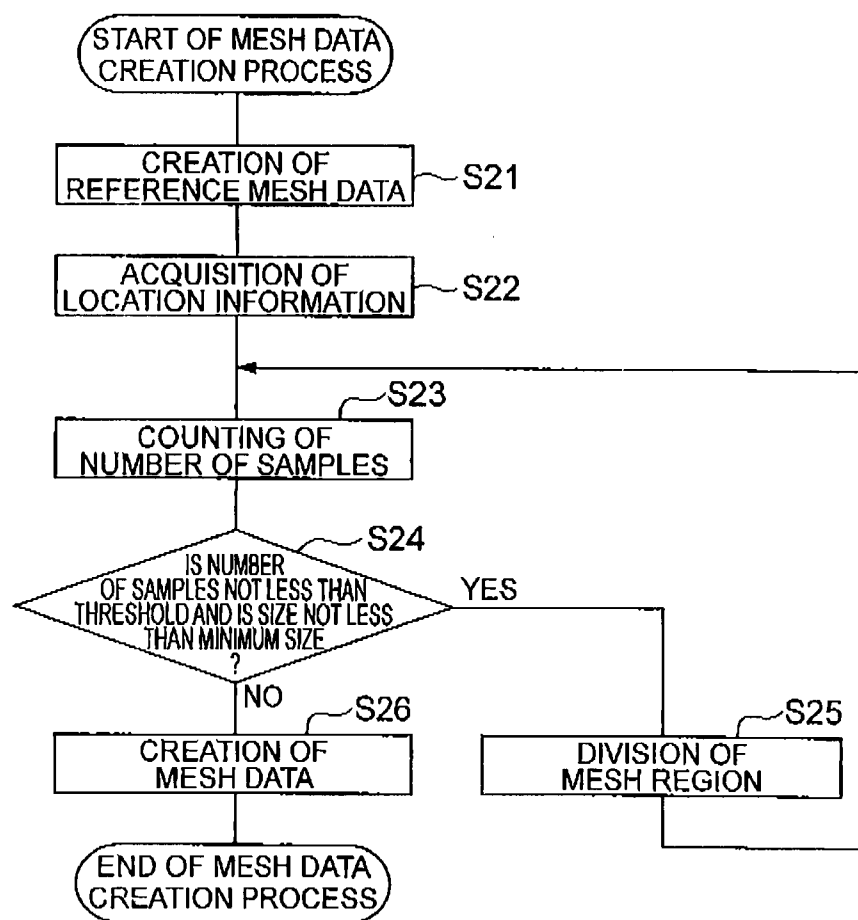 START OF MESH DATA
CREATION PROCESS
CREATION OF
REFERENCE MESH DATA
S21
ACQUISITION OF
LOCATION INFORMATION
S22
S23
COUNTING OF
NUMBER OF SAMPLES
S24
IS NUMBER
OF SAMPLES NOT LESS THAN
THRESHOLD AND IS SIZE NOT LESS
THAN MINIMUM SIZE
?
YES
NO
S26
CREATION OF
MESH DATA
S25
DIVISION OF
MESH REGION
END OF MESH DATA
CREATION PROCESS